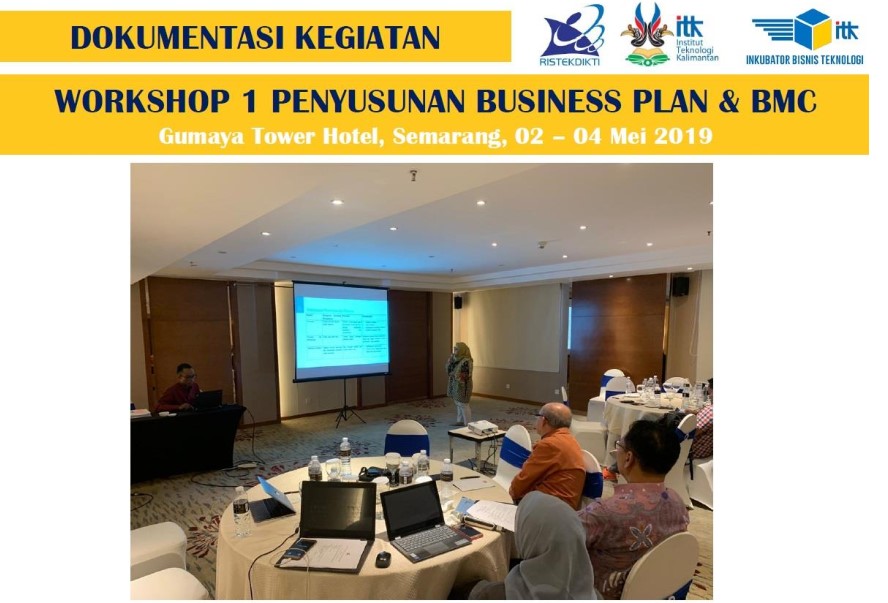 DOKUMENTASI KEGIATAN
RISTEKDIKTI
itk
Institut
Teknologi
Kalimantan
itk
INKUBATOR BISNIS TEKNOLOGI
WORKSHOP 1 PENYUSUNAN BUSINESS PLAN & BMC
Gumaya Tower Hotel, Semarang, 02 – 04 Mei 2019